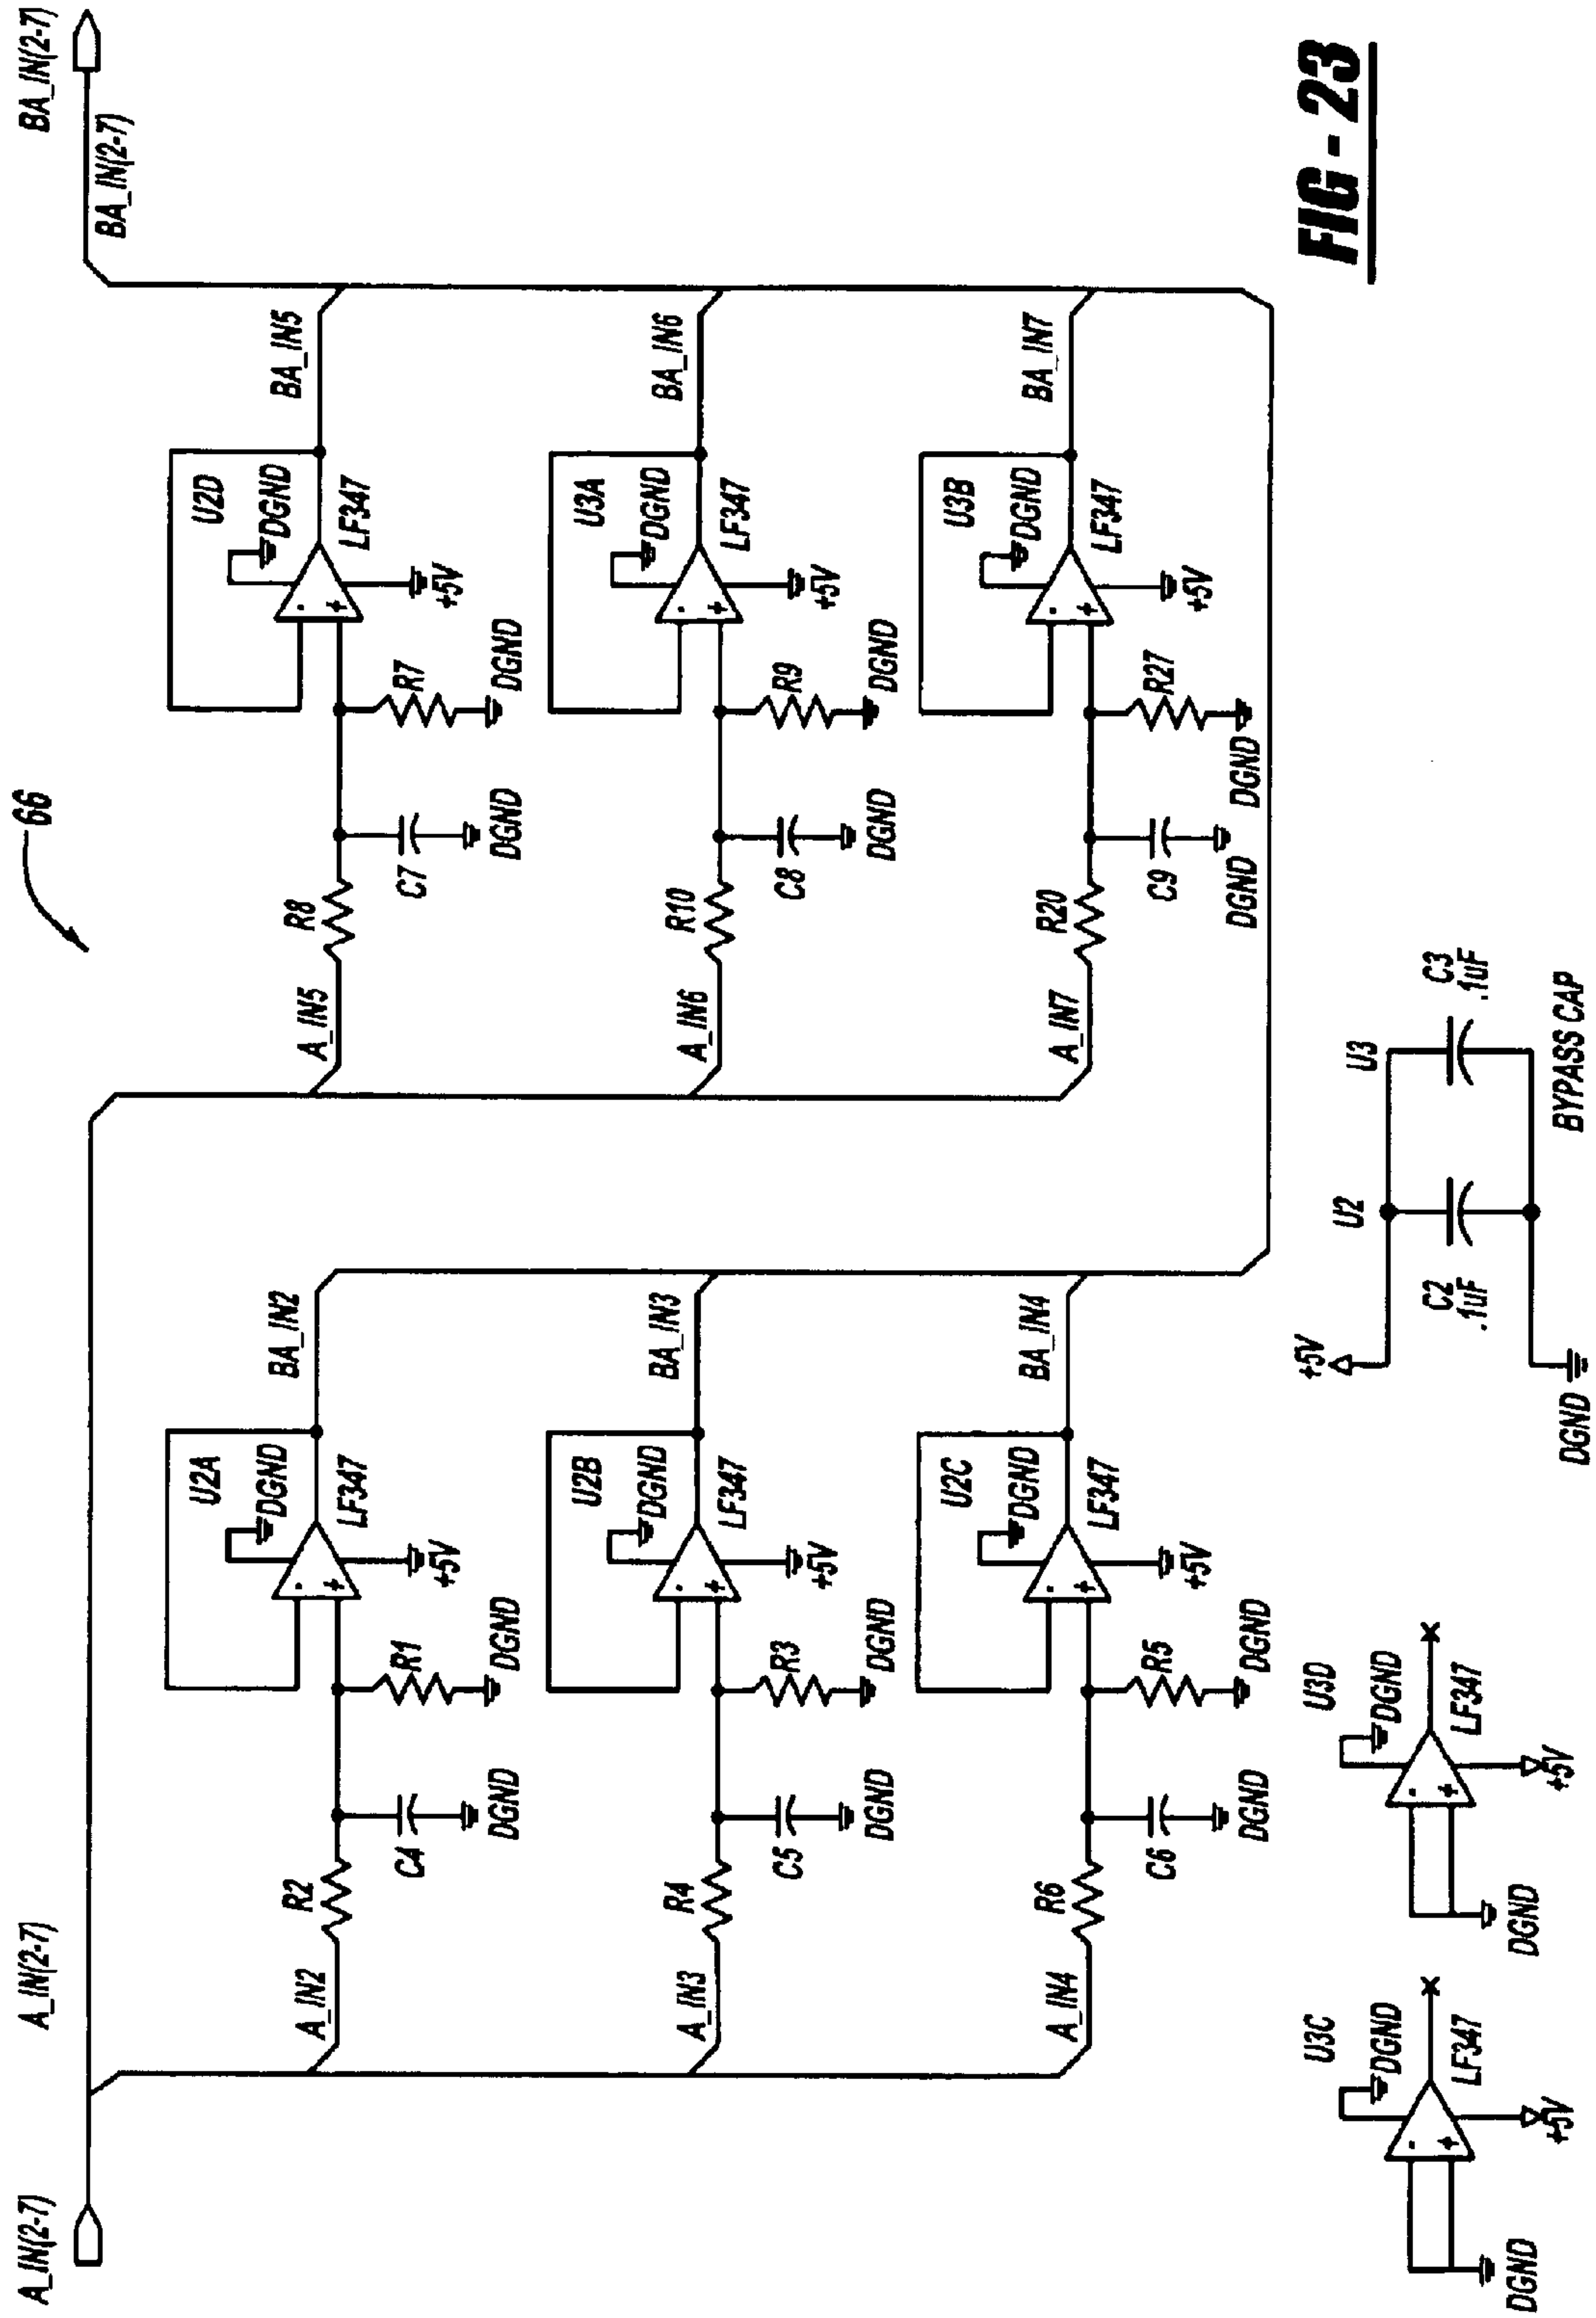 66
A_IN(2-7)
A_IN(2-7)
BA_IN(2-7)
BA_IN(2-7)
A_IN2
R2
C4
DGND
R1
DGND
U2A
DGND
LF347
+5V
BA_IN2
A_IN5
R8
C7
DGND
R7
DGND
U2D
DGND
LF347
+5V
BA_IN5
A_IN3
R4
C5
DGND
R3
DGND
U2B
DGND
LF347
+5V
BA_IN3
A_IN6
R10
C8
DGND
R9
DGND
U3A
DGND
LF347
+5V
BA_IN6
A_IN4
R6
C6
DGND
R5
DGND
U2C
DGND
LF347
+5V
BA_IN4
A_IN7
R20
C9
DGND
R27
DGND
U3B
DGND
LF347
+5V
BA_IN7
U3C
DGND
LF347
+5V
DGND
U3D
DGND
LF347
+5V
DGND
+5V
U2
C2
.1uF
U3
C3
.1uF
DGND
BYPASS CAP
FIG - 23